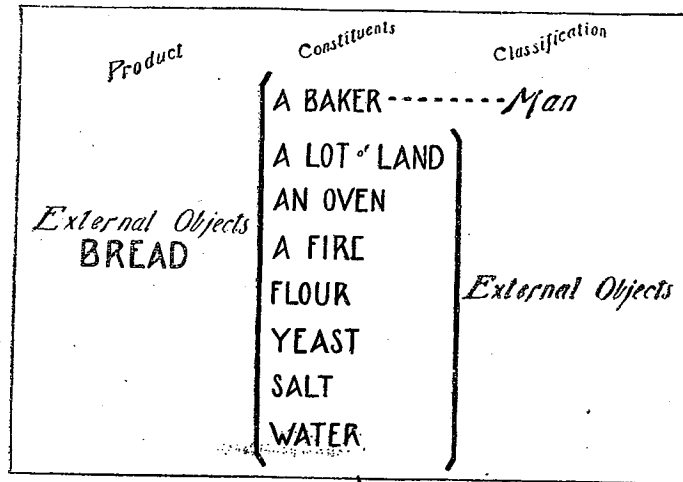 Product Constituents Classification
A BAKER--------Man
A LOT of LAND
AN OVEN
External Objects
BREAD
A FIRE
FLOUR
External Objects
YEAST
SALT
WATER